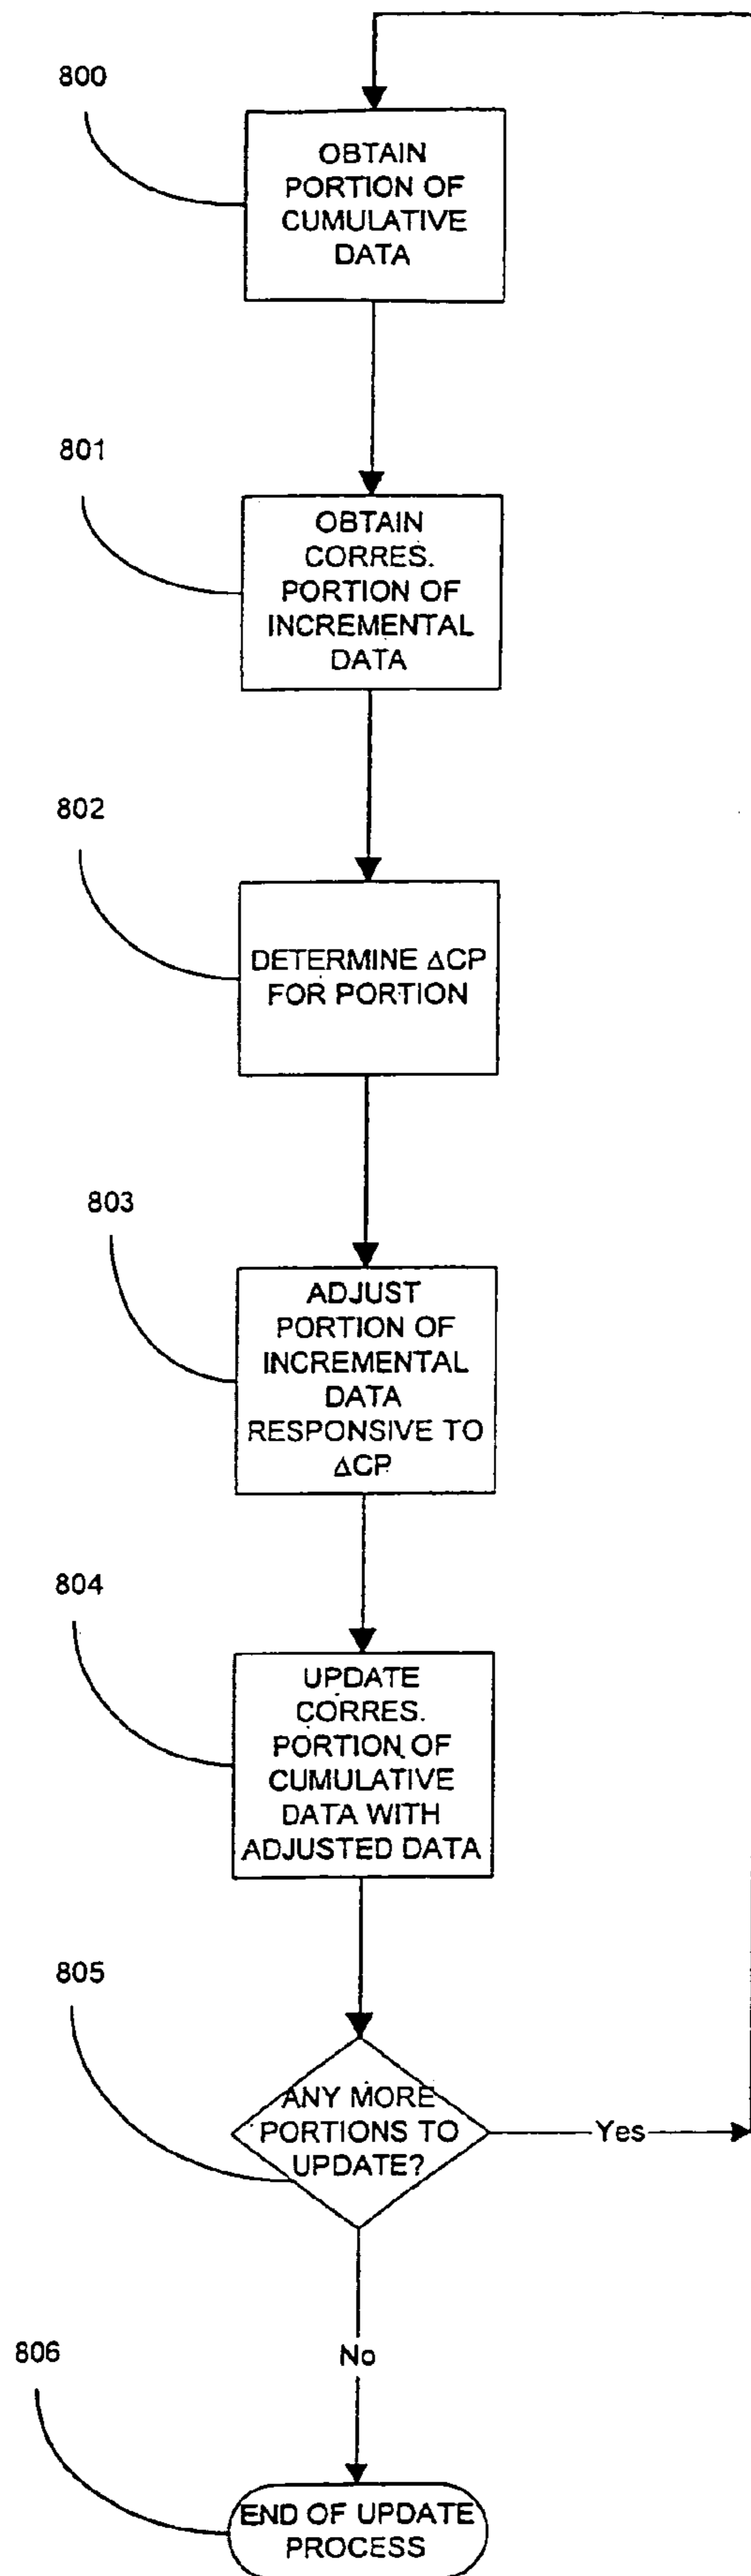 800
OBTAIN
PORTION OF
CUMULATIVE
DATA
801
OBTAIN
CORRES.
PORTION OF
INCREMENTAL
DATA
802
DETERMINE ΔCP
FOR PORTION
803
ADJUST
PORTION OF
INCREMENTAL
DATA
RESPONSIVE TO
ΔCP
804
UPDATE
CORRES.
PORTION OF
CUMULATIVE
DATA WITH
ADJUSTED DATA
805
ANY MORE
PORTIONS TO
UPDATE?
Yes
No
806
END OF UPDATE
PROCESS